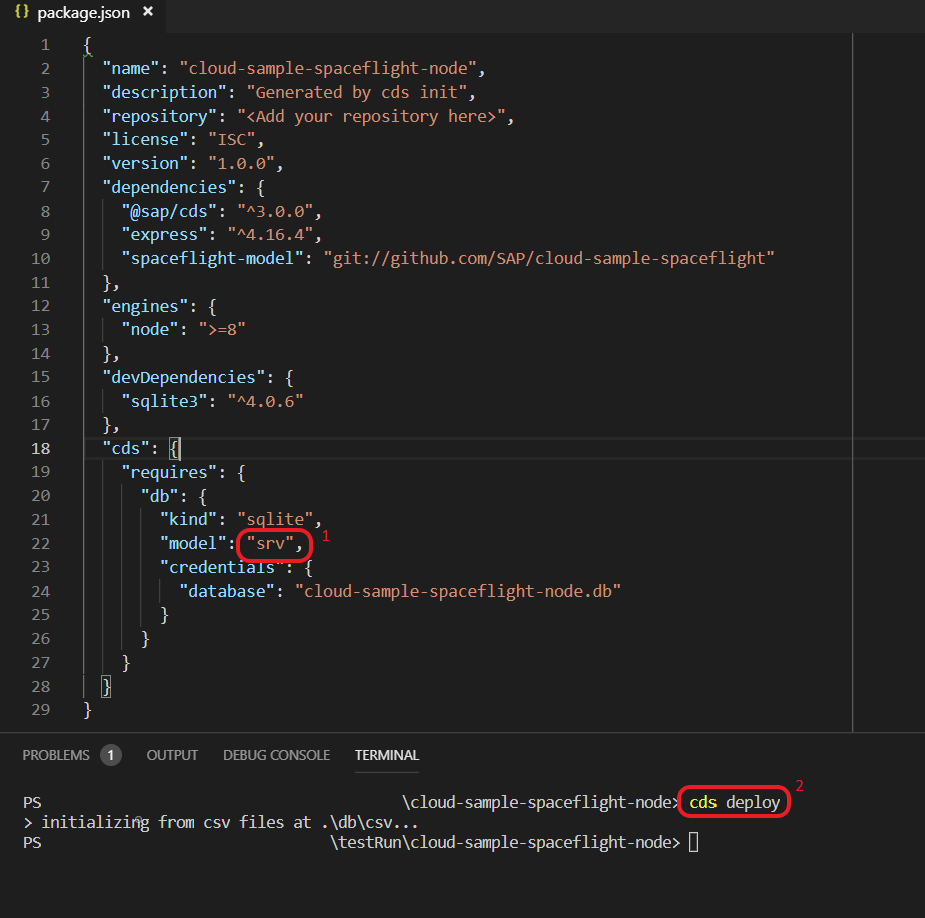 {} package.json ×
1 {
2 "name": "cloud-sample-spaceflight-node",
3 "description": "Generated by cds init",
4 "repository": "<Add your repository here>",
5 "license": "ISC",
6 "version": "1.0.0",
7 "dependencies": {
8 "@sap/cds": "^3.0.0",
9 "express": "^4.16.4",
10 "spaceflight-model": "git://github.com/SAP/cloud-sample-spaceflight"
11 },
12 "engines": {
13 "node": ">=8"
14 },
15 "devDependencies": {
16 "sqlite3": "^4.0.6"
17 },
18 "cds": {
19 "requires": {
20 "db": {
21 "kind": "sqlite",
22 "model": "srv", 1
23 "credentials": {
24 "database": "cloud-sample-spaceflight-node.db"
25 }
26 }
27 }
28 }
29 }
PROBLEMS 1 OUTPUT DEBUG CONSOLE TERMINAL
PS \cloud-sample-spaceflight-node> cds deploy 2
> initializing from csv files at .\db\csv...
PS \testRun\cloud-sample-spaceflight-node>